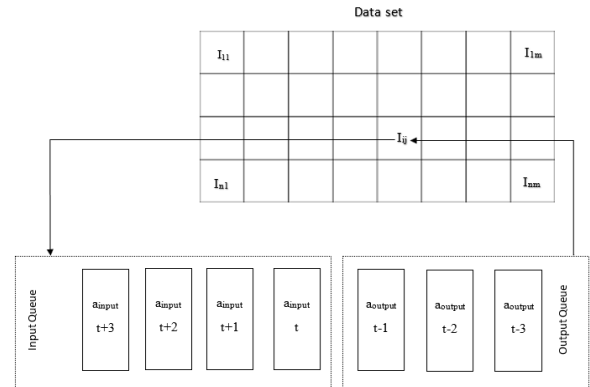 Data set
I₁₁ I₁ₘ
Iᵢⱼ
Iₙ₁ Iₙₘ
Input Queue
aᵢₙₚᵤₜ aᵢₙₚᵤₜ aᵢₙₚᵤₜ aᵢₙₚᵤₜ aₒᵤₜₚᵤₜ aₒᵤₜₚᵤₜ aₒᵤₜₚᵤₜ
t+3 t+2 t+1 t t-1 t-2 t-3
Output Queue